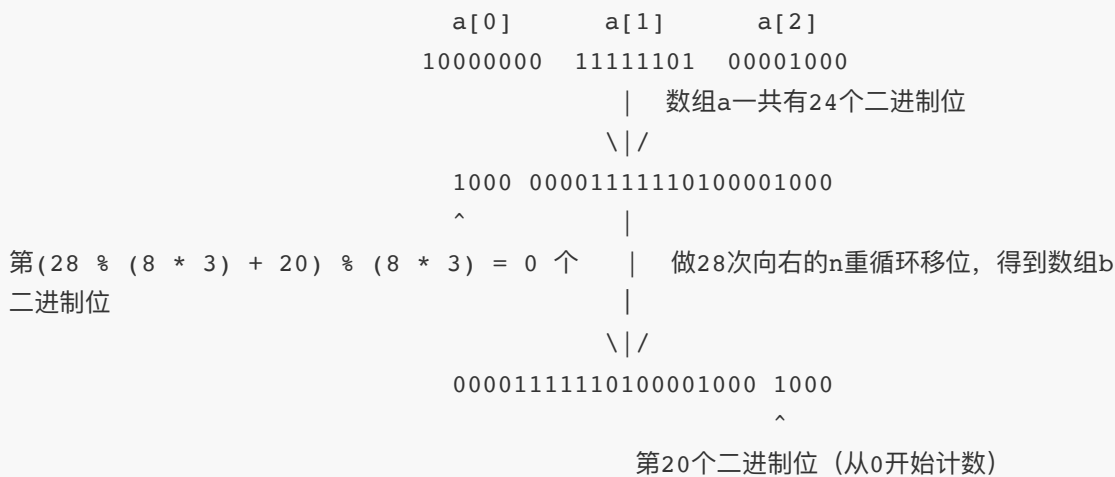 a[0] a[1] a[2]
10000000 11111101 00001000
| 数组a一共有24个二进制位
\|/
1000 00001111110100001000
^ |
第(28 % (8 * 3) + 20) % (8 * 3) = 0 个 | 做28次向右的n重循环移位，得到数组b
二进制位 |
\|/
00001111110100001000 1000
^
第20个二进制位（从0开始计数）